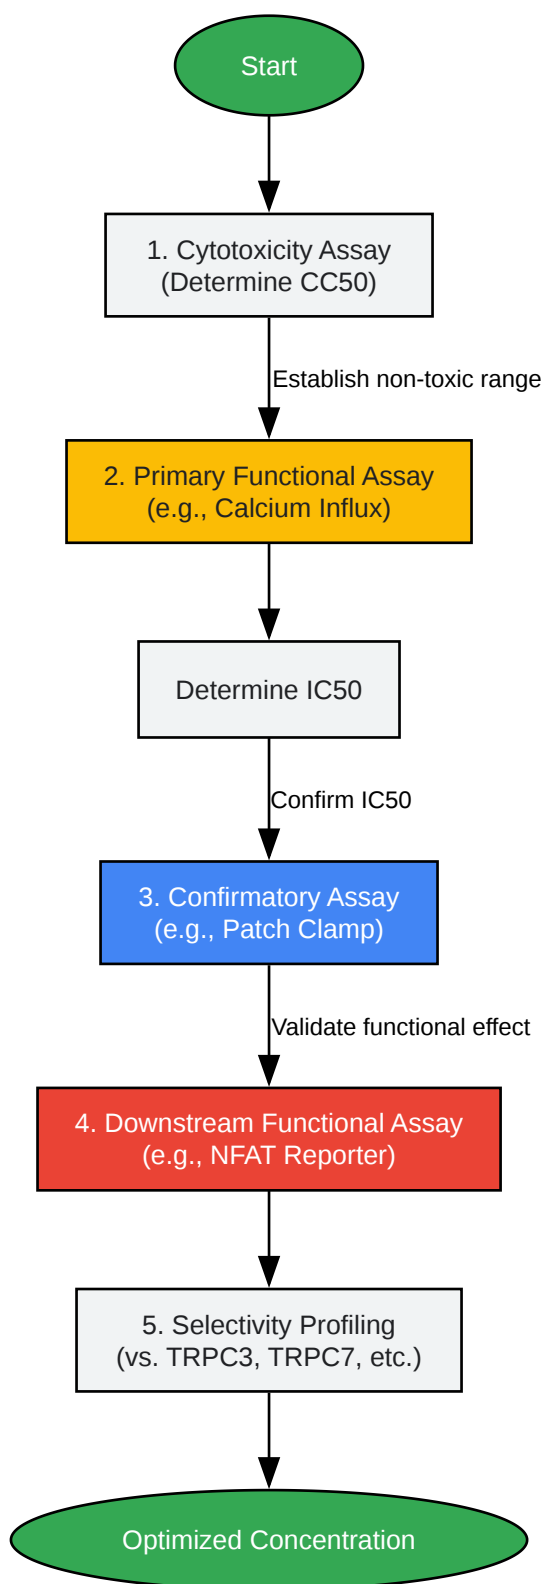 Start
1. Cytotoxicity Assay
(Determine CC50)
Establish non-toxic range
2. Primary Functional Assay
(e.g., Calcium Influx)
Determine IC50
Confirm IC50
3. Confirmatory Assay
(e.g., Patch Clamp)
Validate functional effect
4. Downstream Functional Assay
(e.g., NFAT Reporter)
5. Selectivity Profiling
(vs. TRPC3, TRPC7, etc.)
Optimized Concentration